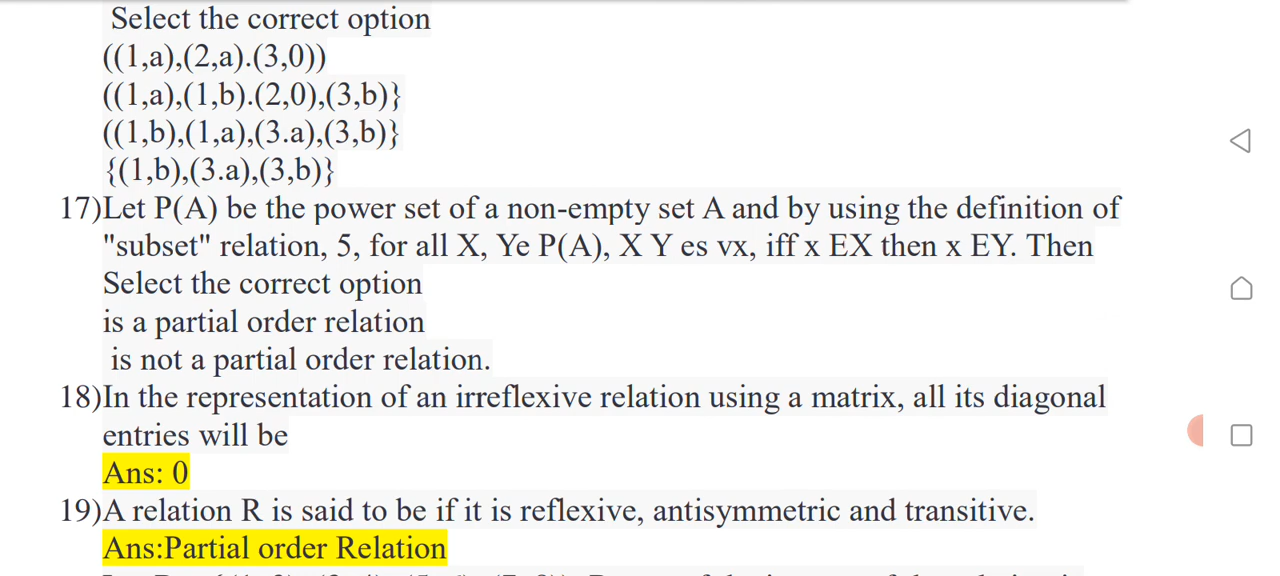 Select the correct option
((1,a),(2,a).(3,0))
((1,a),(1,b).(2,0),(3,b)}
((1,b),(1,a),(3.a),(3,b)}
{(1,b),(3.a),(3,b)}
17)Let P(A) be the power set of a non-empty set A and by using the definition of
"subset" relation, 5, for all X, Ye P(A), X Y es vx, iff x EX then x EY. Then
Select the correct option
is a partial order relation
is not a partial order relation.
18)In the representation of an irreflexive relation using a matrix, all its diagonal
entries will be
Ans: 0
19)A relation R is said to be if it is reflexive, antisymmetric and transitive.
Ans:Partial order Relation